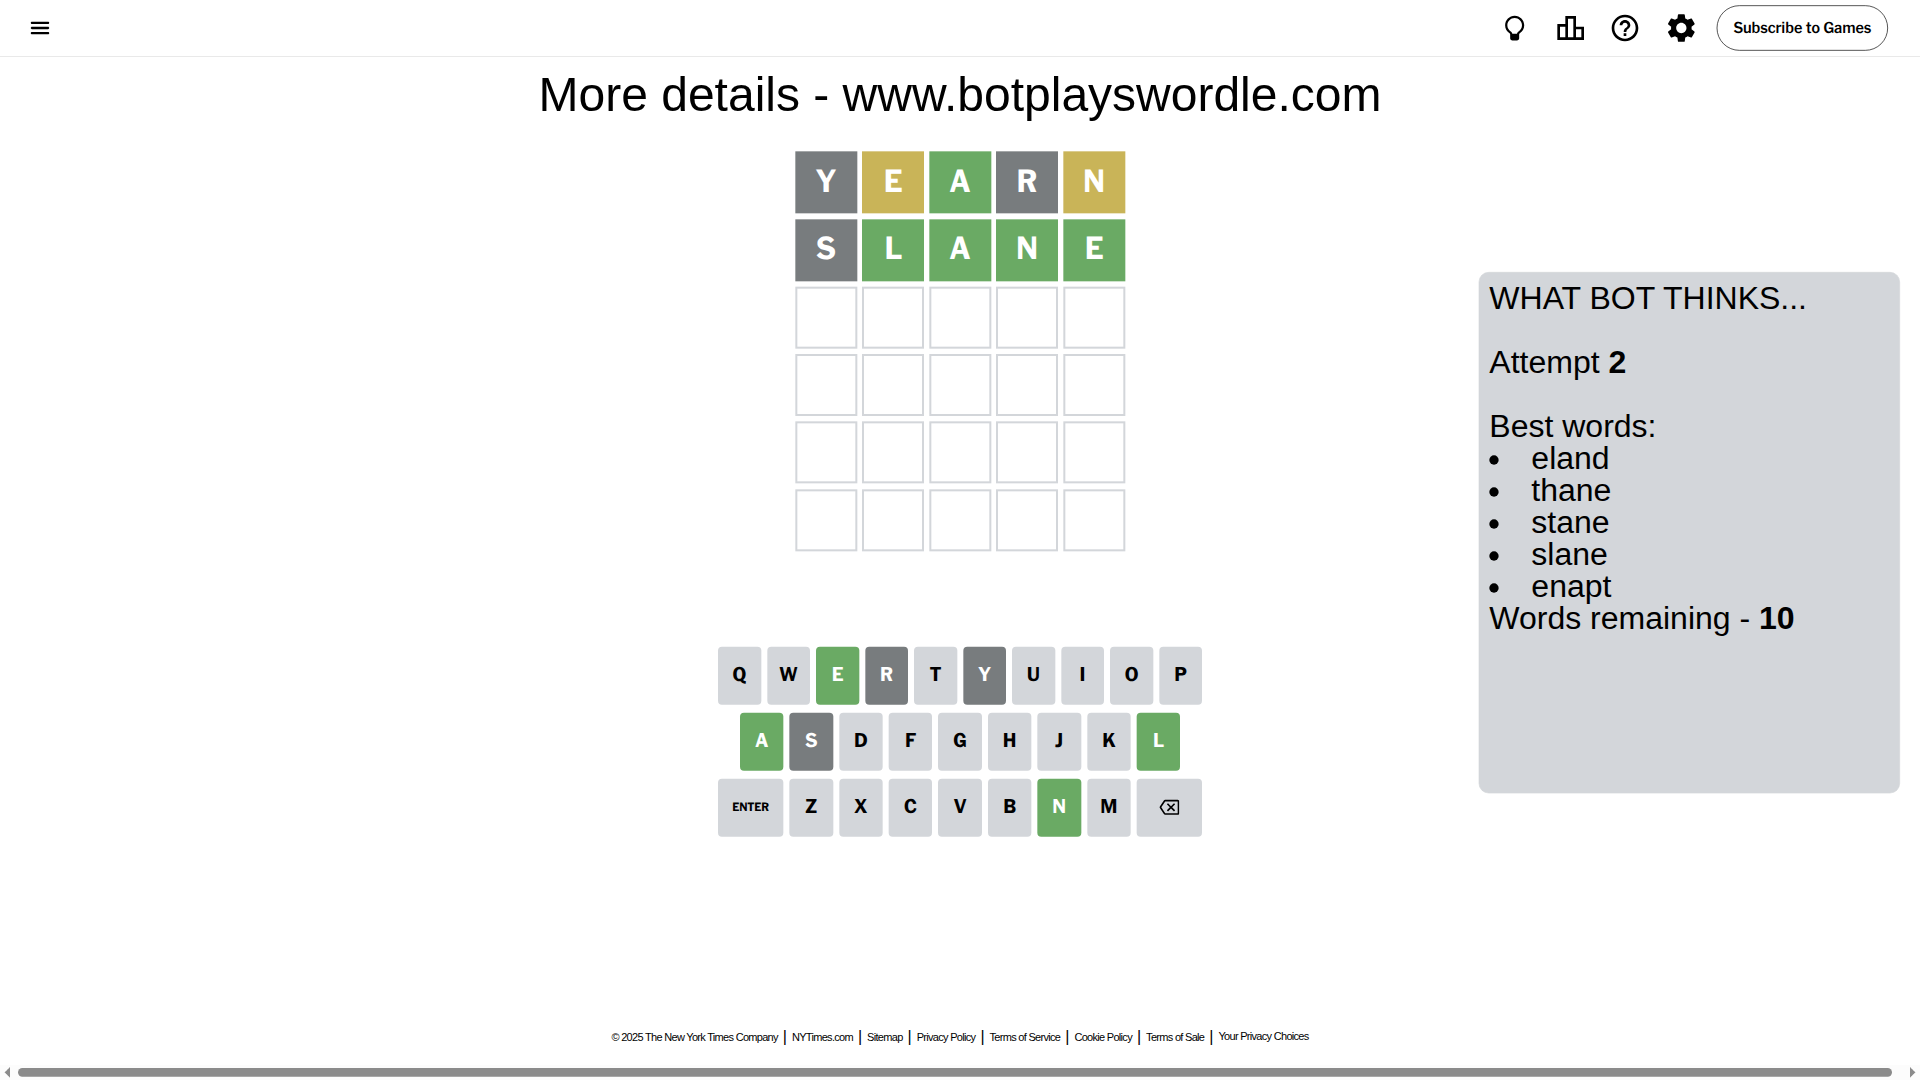 Subscribe to Games
More details - www.botplayswordle.com
Y E A R N
S L A N E
WHAT BOT THINKS...
Attempt 2
Best words:
eland
thane
stane
slane
enapt
Words remaining - 10
Q W E R T Y U I O P
A S D F G H J K L
ENTER Z X C V B N M
© 2025 The New York Times Company | NYTimes.com | Sitemap | Privacy Policy | Terms of Service | Cookie Policy | Terms of Sale | Your Privacy Choices